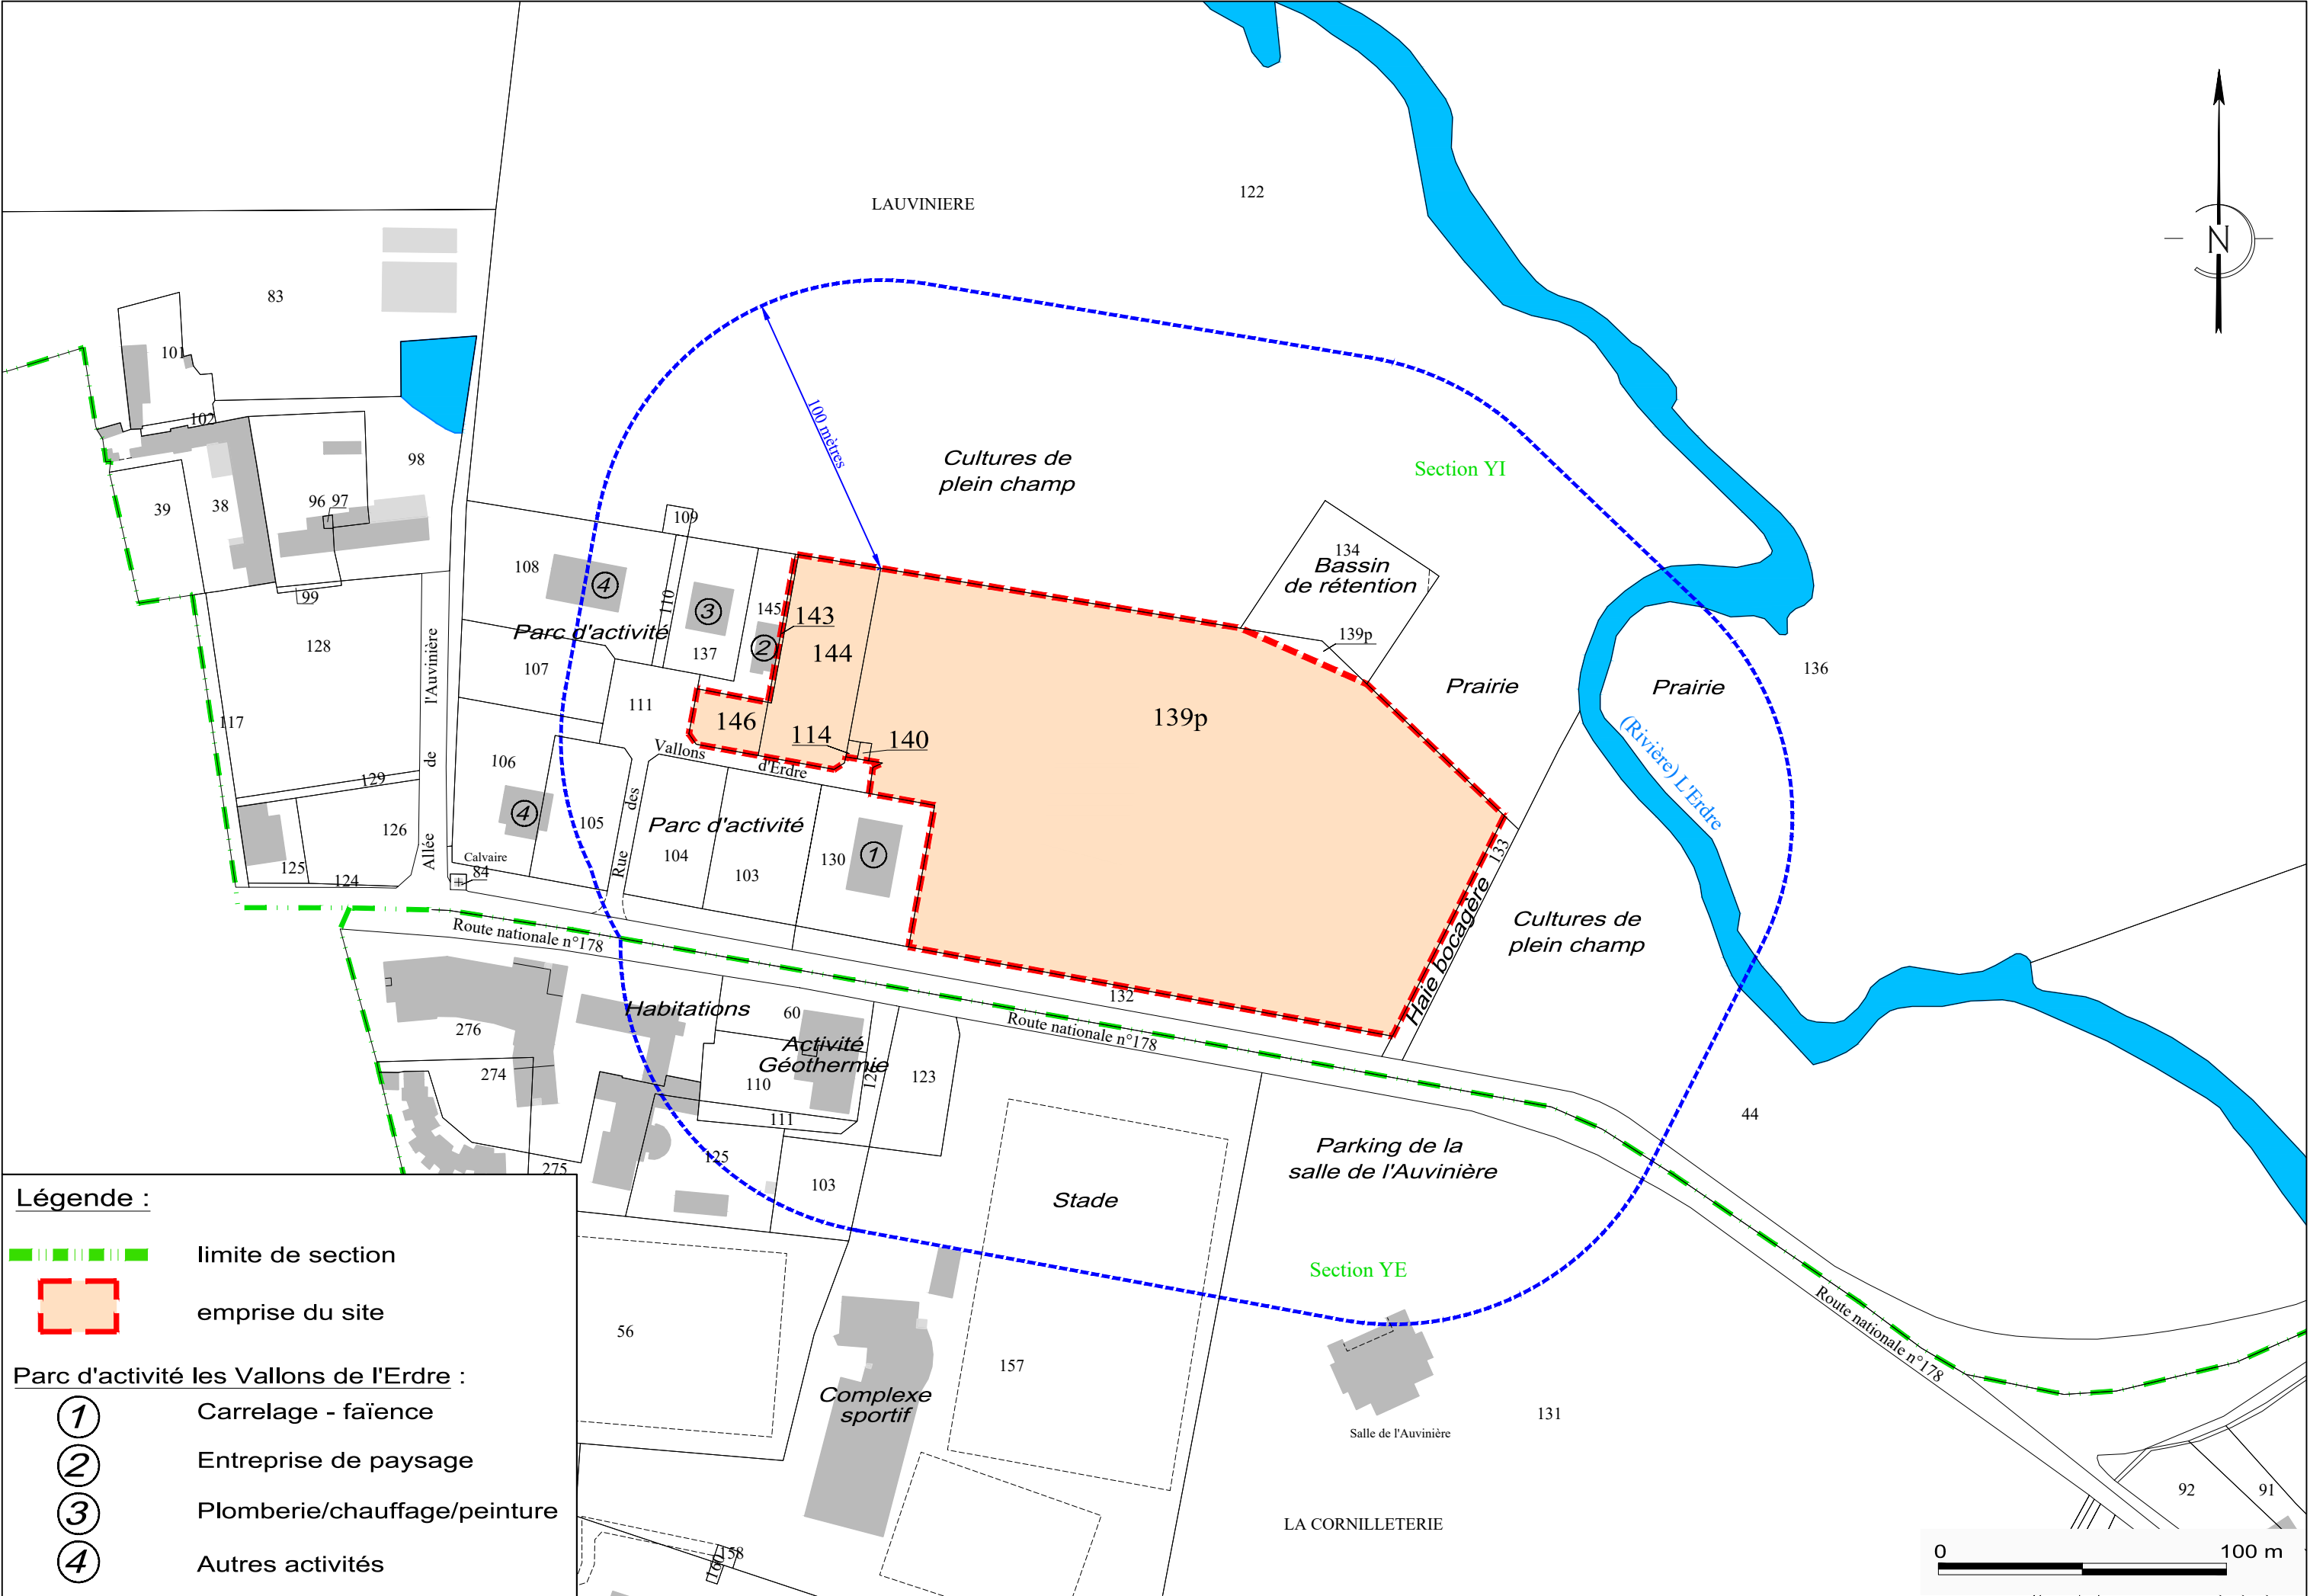 LAUVINIERE
122
N
83
101
102
100 mètres
Cultures de
plein champ
Section YI
98
39
38
96 97
109
108
4
110
3
145
143
2
144
134
Bassin
de rétention
139p
99
128
l'Auvinière
de
Allée
Parc d'activité
137
107
111
146
114
140
139p
Prairie
Prairie
136
(Rivière) L'Erdre
117
Vallons
d'Erdre
des
Rue
106
129
4
105
126
Parc d'activité
104
103
130
1
125
124
Calvaire
84
133
Haie bocagère
Cultures de
plein champ
Route nationale n°178
132
Route nationale n°178
Habitations
60
276
Activité
Géothermie
274
110
126
123
111
44
275
125
103
Parking de la
salle de l'Auvinière
Stade
Section YE
56
157
Complexe
sportif
Route nationale n°178
131
Salle de l'Auvinière
92
91
LA CORNILLETERIE
158
160
0
100 m
Légende :
limite de section
emprise du site
Parc d'activité les Vallons de l'Erdre :
1 Carrelage - faïence
2 Entreprise de paysage
3 Plomberie/chauffage/peinture
4 Autres activités